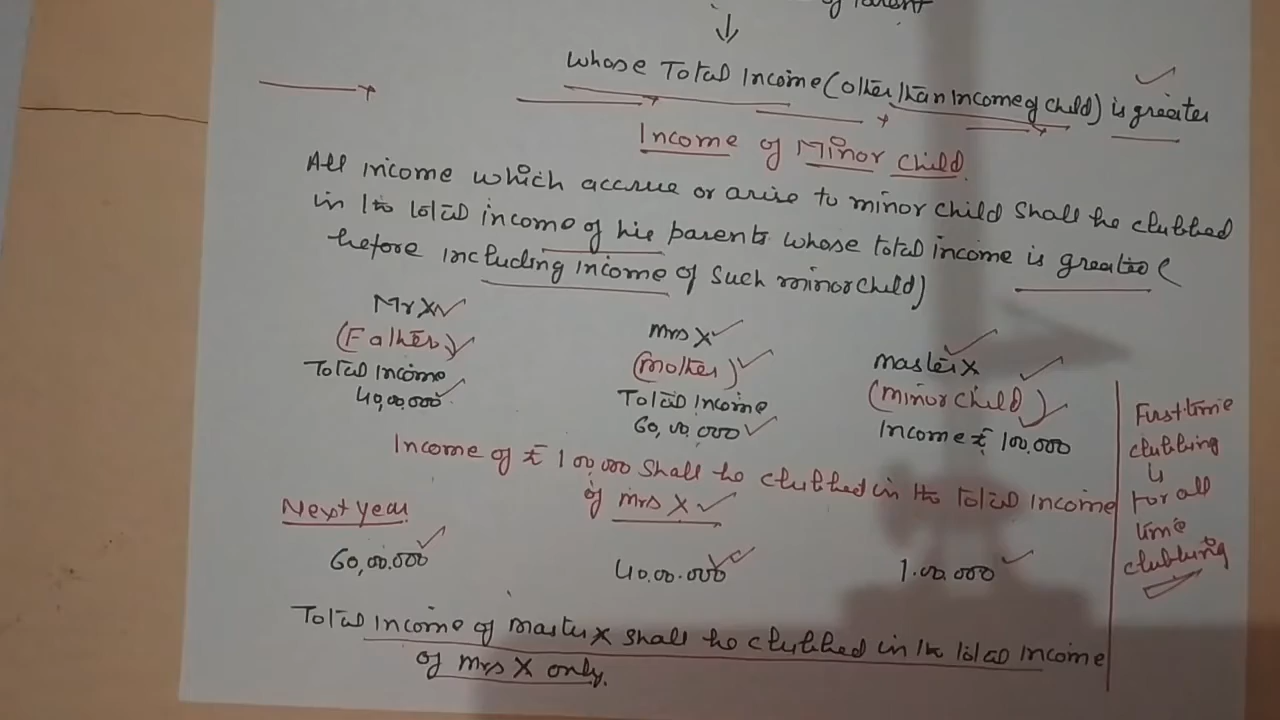 of Parent
whose Total Income (Other than Income of child) is greater
Income of Minor child.
All income which accrue or arise to minor child shall be clubbed
in the total income of his parents whose total income is greater (
before including income of such minor child)
Mr X
(Father)
Total Income
40,00,000
Mrs X
(Mother)
Total Income
60,00,000
Master X
(minor child)
Income ₹ 100,000
Income of ₹ 1 00,000 shall be clubbed in the total income
of Mrs X
Next year
60,00,000
40,00,000
1,00,000
Total Income of Master X shall be clubbed in the total income
of Mrs X only.
First time
clubbing
is
For all
time
clubbing